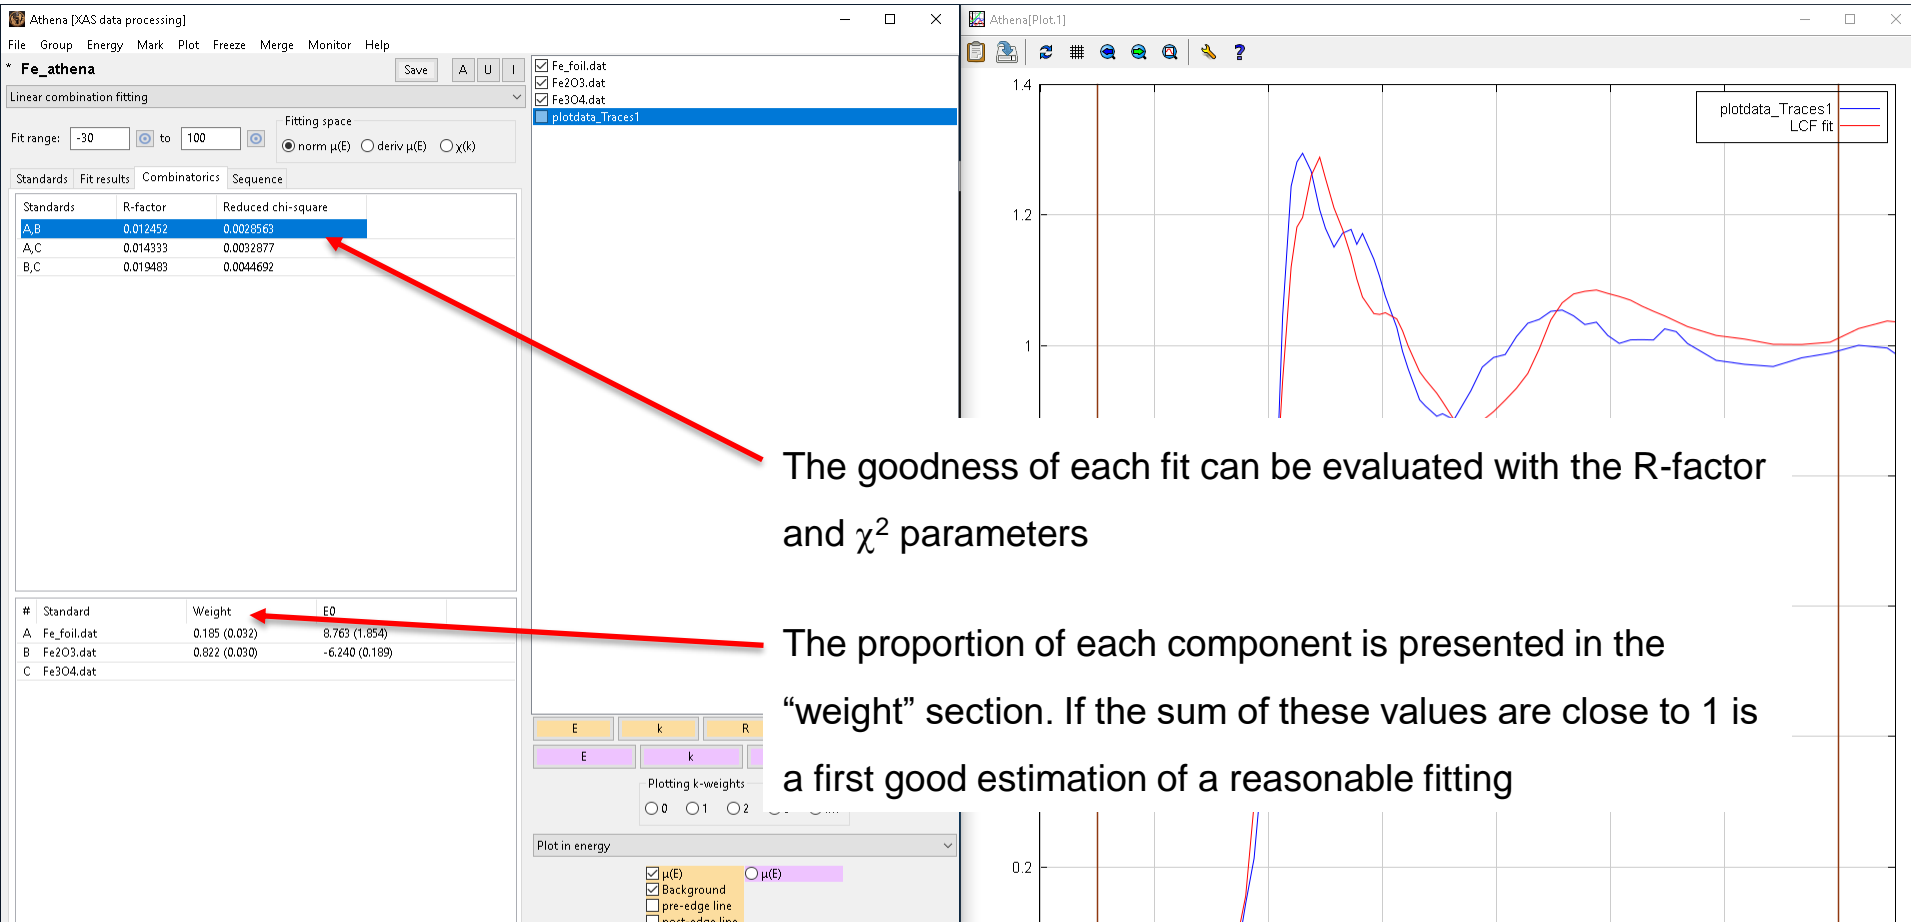 Athena [XAS data processing]
File Group Energy Mark Plot Freeze Merge Monitor Help
* Fe_athena
Save A U I
Linear combination fitting
Fit range: -30 to 100
Fitting space
norm μ(E) deriv μ(E) χ(k)
Standards Fit results Combinatorics Sequence
Standards R-factor Reduced chi-square
A,B 0.012452 0.0028563
A,C 0.014333 0.0032877
B,C 0.019483 0.0044692
# Standard Weight E0
A Fe_foil.dat 0.185 (0.032) 8.763 (1.854)
B Fe2O3.dat 0.822 (0.030) -6.240 (0.189)
C Fe3O4.dat
Fe_foil.dat
Fe2O3.dat
Fe3O4.dat
plotdata_Traces1
E k R
E k
Plotting k-weights
0 1 2
Plot in energy
μ(E) μ(E)
Background
pre-edge line
post-edge line
Athena[Plot.1]
plotdata_Traces1
LCF fit
1.4
1.2
1
0.2
The goodness of each fit can be evaluated with the R-factor
and χ2 parameters
The proportion of each component is presented in the
“weight” section. If the sum of these values are close to 1 is
a first good estimation of a reasonable fitting